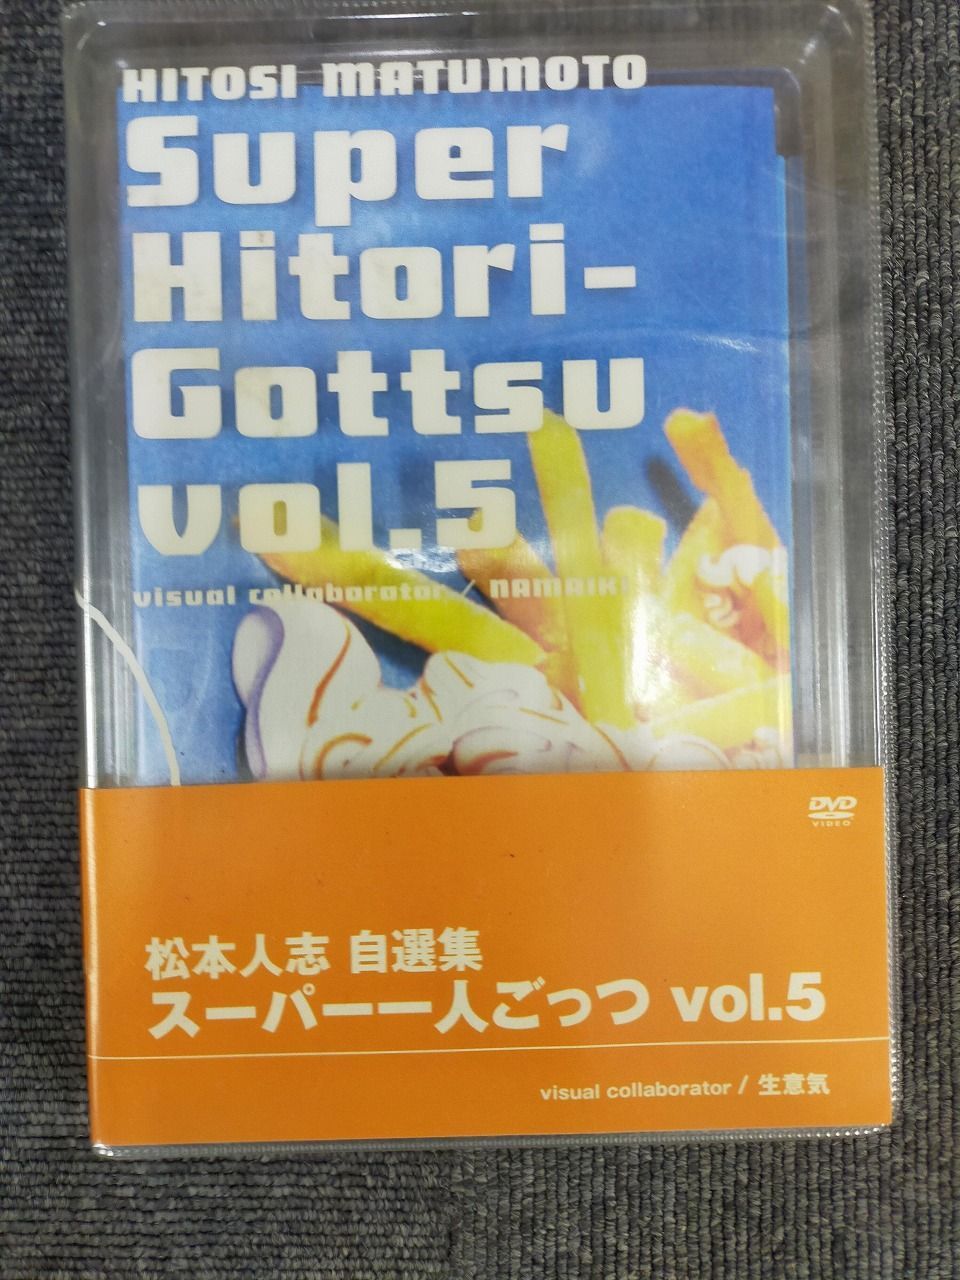 HITOSI MATUMOTO
Super
Hitori-
Gottsu
vol.5
visual collaborator / NAMAIKI
DVD
VIDEO
松本人志 自選集
スーパー一人ごっつ vol.5
visual collaborator / 生意気